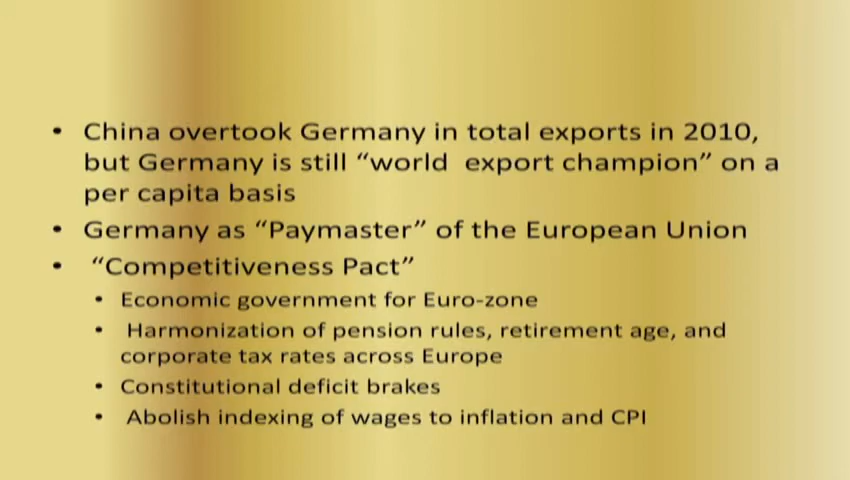 • China overtook Germany in total exports in 2010,
but Germany is still “world  export champion” on a
per capita basis
• Germany as “Paymaster” of the European Union
• “Competitiveness Pact”
• Economic government for Euro-zone
• Harmonization of pension rules, retirement age, and
corporate tax rates across Europe
• Constitutional deficit brakes
• Abolish indexing of wages to inflation and CPI